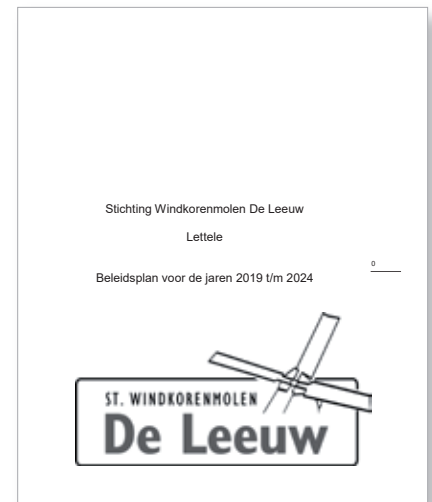 Stichting Windkorenmolen De Leeuw
Lettele
0
Beleidsplan voor de jaren 2019 t/m 2024
ST. WINDKORENMOLEN
De Leeuw